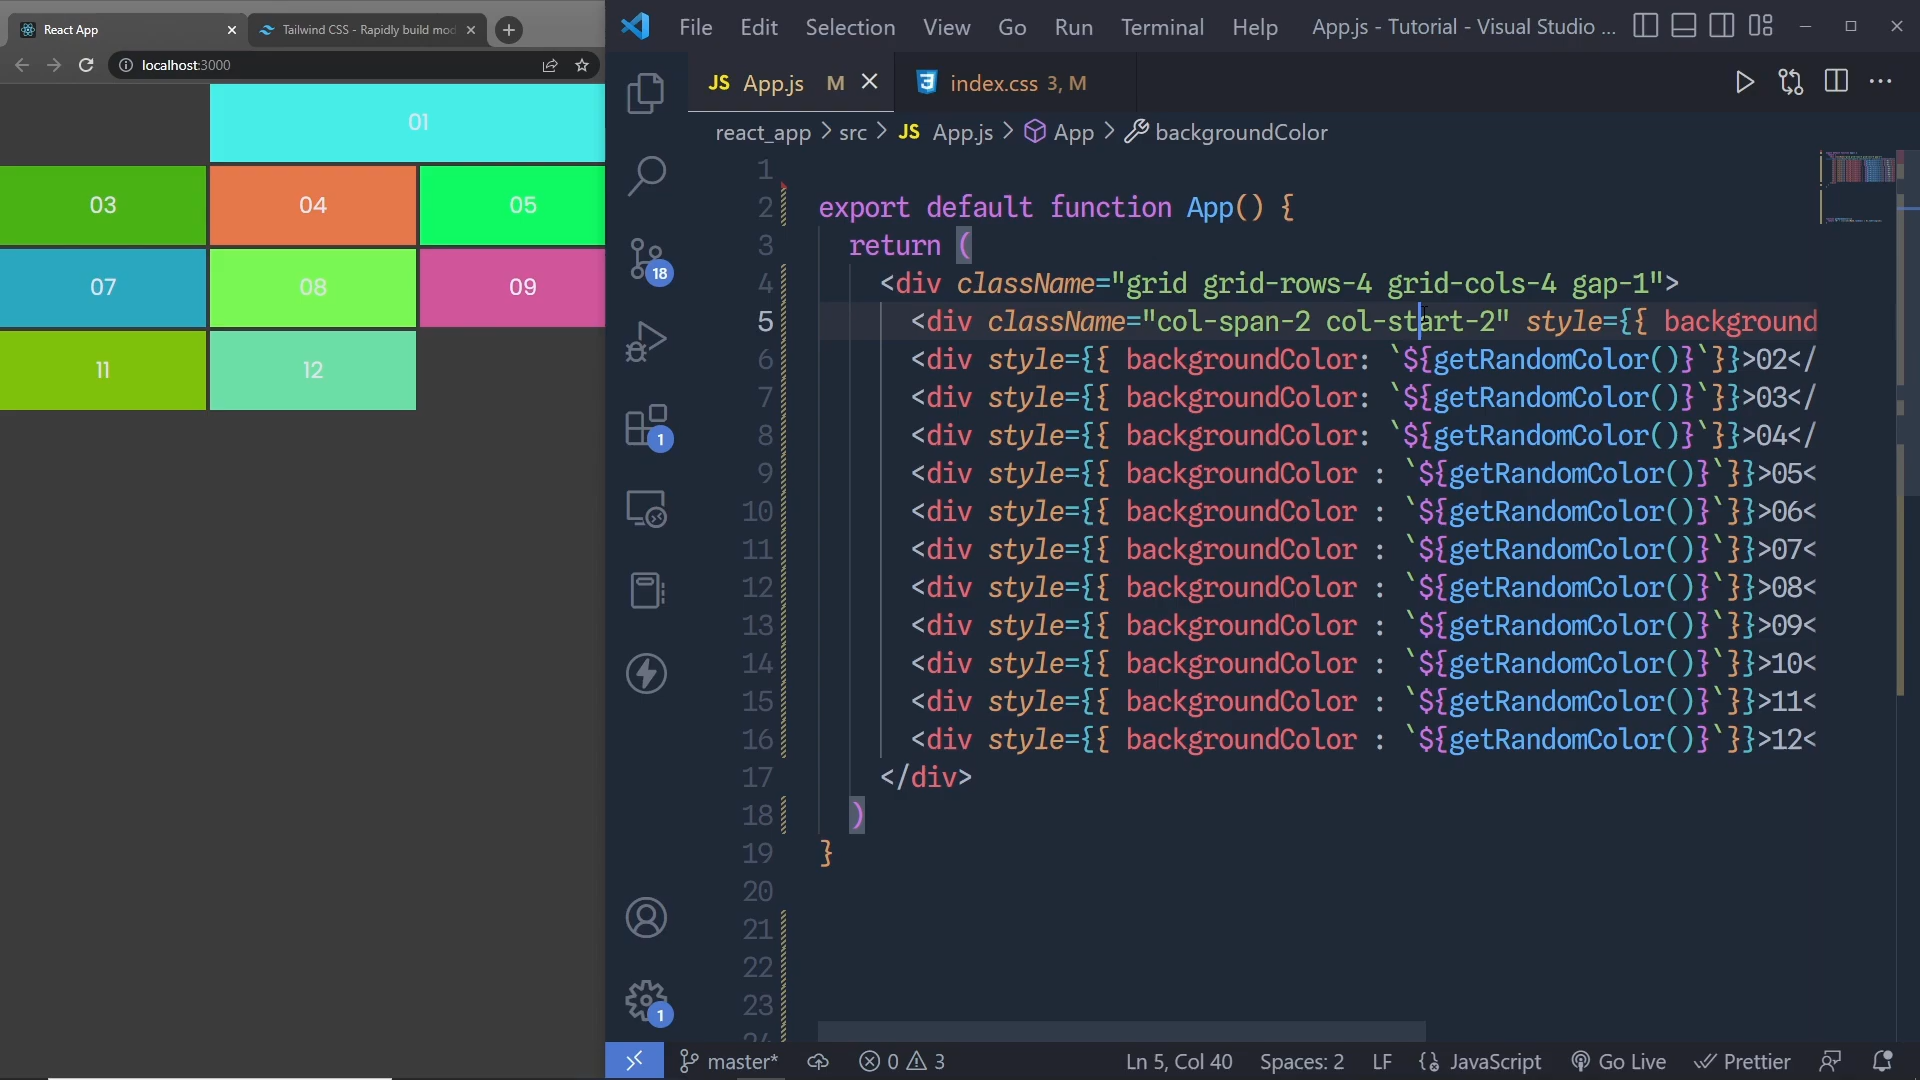 React App
Tailwind CSS - Rapidly build mod
localhost:3000
01
03 04 05
07 08 09
11 12
File Edit Selection View Go Run Terminal Help App.js - Tutorial - Visual Studio ...
JS App.js M index.css 3, M
react_app > src > JS App.js > App > backgroundColor
1
2 export default function App() {
3 return (
4 <div className="grid grid-rows-4 grid-cols-4 gap-1">
5 <div className="col-span-2 col-start-2" style={{ background
6 <div style={{ backgroundColor: `${getRandomColor()}`}}>02</
7 <div style={{ backgroundColor: `${getRandomColor()}`}}>03</
8 <div style={{ backgroundColor: `${getRandomColor()}`}}>04</
9 <div style={{ backgroundColor : `${getRandomColor()}`}}>05<
10 <div style={{ backgroundColor : `${getRandomColor()}`}}>06<
11 <div style={{ backgroundColor : `${getRandomColor()}`}}>07<
12 <div style={{ backgroundColor : `${getRandomColor()}`}}>08<
13 <div style={{ backgroundColor : `${getRandomColor()}`}}>09<
14 <div style={{ backgroundColor : `${getRandomColor()}`}}>10<
15 <div style={{ backgroundColor : `${getRandomColor()}`}}>11<
16 <div style={{ backgroundColor : `${getRandomColor()}`}}>12<
17 </div>
18 )
19 }
20
21
22
23
18
1
1
master* 0 3 Ln 5, Col 40 Spaces: 2 LF JavaScript Go Live Prettier